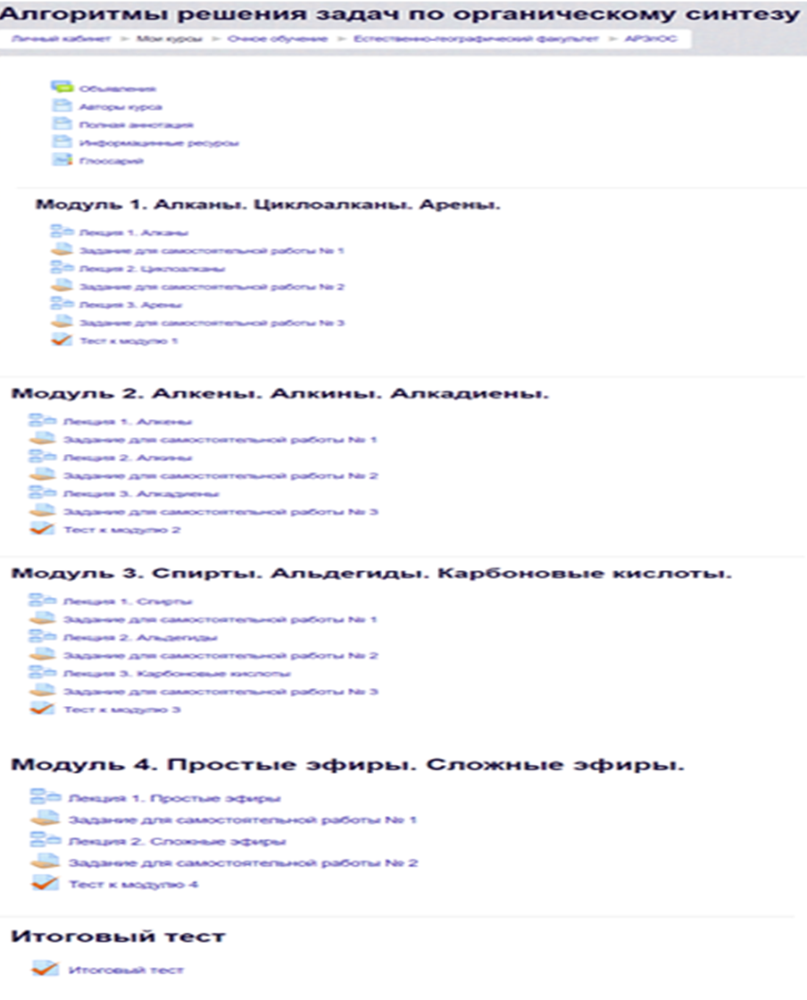 Алгоритмы решения задач по органическому синтезу
Личный кабинет > Мои курсы > Очное обучение > Естественно-географический факультет > АРЗпОС
Объявления
Авторы курса
Полная аннотация
Информационные ресурсы
Глоссарий
Модуль 1. Алканы. Циклоалканы. Арены.
Лекция 1. Алканы
Задание для самостоятельной работы № 1
Лекция 2. Циклоалканы
Задание для самостоятельной работы № 2
Лекция 3. Арены
Задание для самостоятельной работы № 3
Тест к модулю 1
Модуль 2. Алкены. Алкины. Алкадиены.
Лекция 1. Алкены
Задание для самостоятельной работы № 1
Лекция 2. Алкины
Задание для самостоятельной работы № 2
Лекция 3. Алкадиены
Задание для самостоятельной работы № 3
Тест к модулю 2
Модуль 3. Спирты. Альдегиды. Карбоновые кислоты.
Лекция 1. Спирты
Задание для самостоятельной работы № 1
Лекция 2. Альдегиды
Задание для самостоятельной работы № 2
Лекция 3. Карбоновые кислоты
Задание для самостоятельной работы № 3
Тест к модулю 3
Модуль 4. Простые эфиры. Сложные эфиры.
Лекция 1. Простые эфиры
Задание для самостоятельной работы № 1
Лекция 2. Сложные эфиры
Задание для самостоятельной работы № 2
Тест к модулю 4
Итоговый тест
Итоговый тест